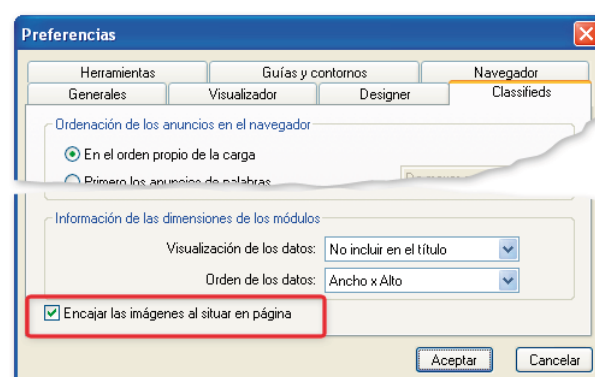 Preferencias
Herramientas Guías y contornos Navegador
Generales Visualizador Designer Classifieds
Ordenación de los anuncios en el navegador
En el orden propio de la carga
Primero los anuncios de palabras
Información de las dimensiones de los módulos
Visualización de los datos: No incluir en el título
Orden de los datos: Ancho x Alto
Encajar las imágenes al situar en página
Aceptar Cancelar